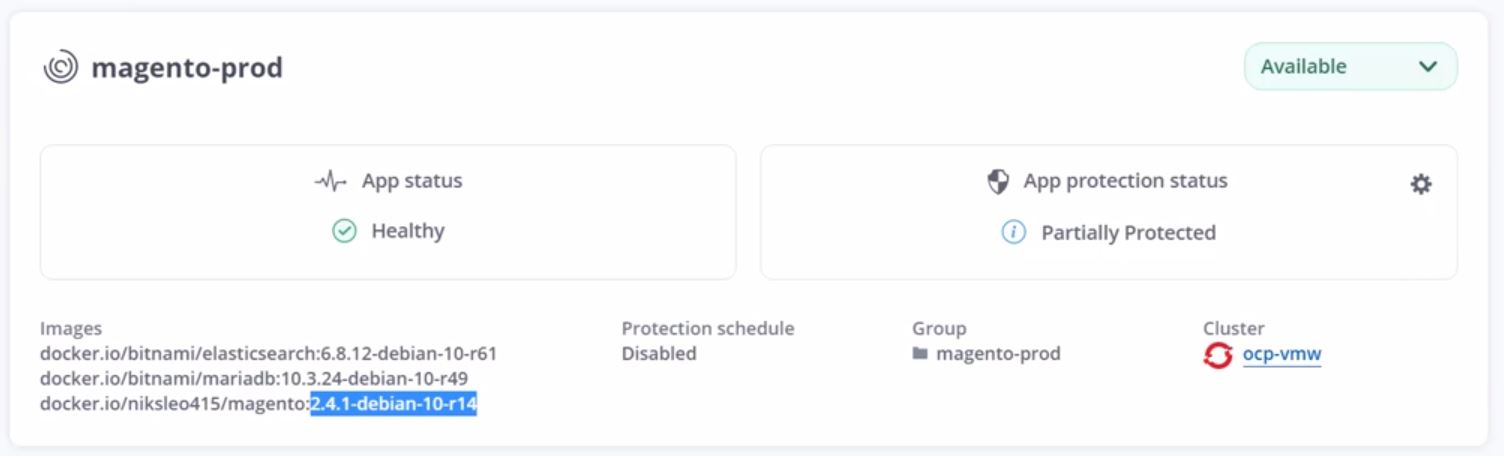 magento-prod
Available
App status
Healthy
App protection status
Partially Protected
Images
docker.io/bitnami/elasticsearch:6.8.12-debian-10-r61
docker.io/bitnami/mariadb:10.3.24-debian-10-r49
docker.io/niksleo415/magento:2.4.1-debian-10-r14
Protection schedule
Disabled
Group
magento-prod
Cluster
ocp-vmw